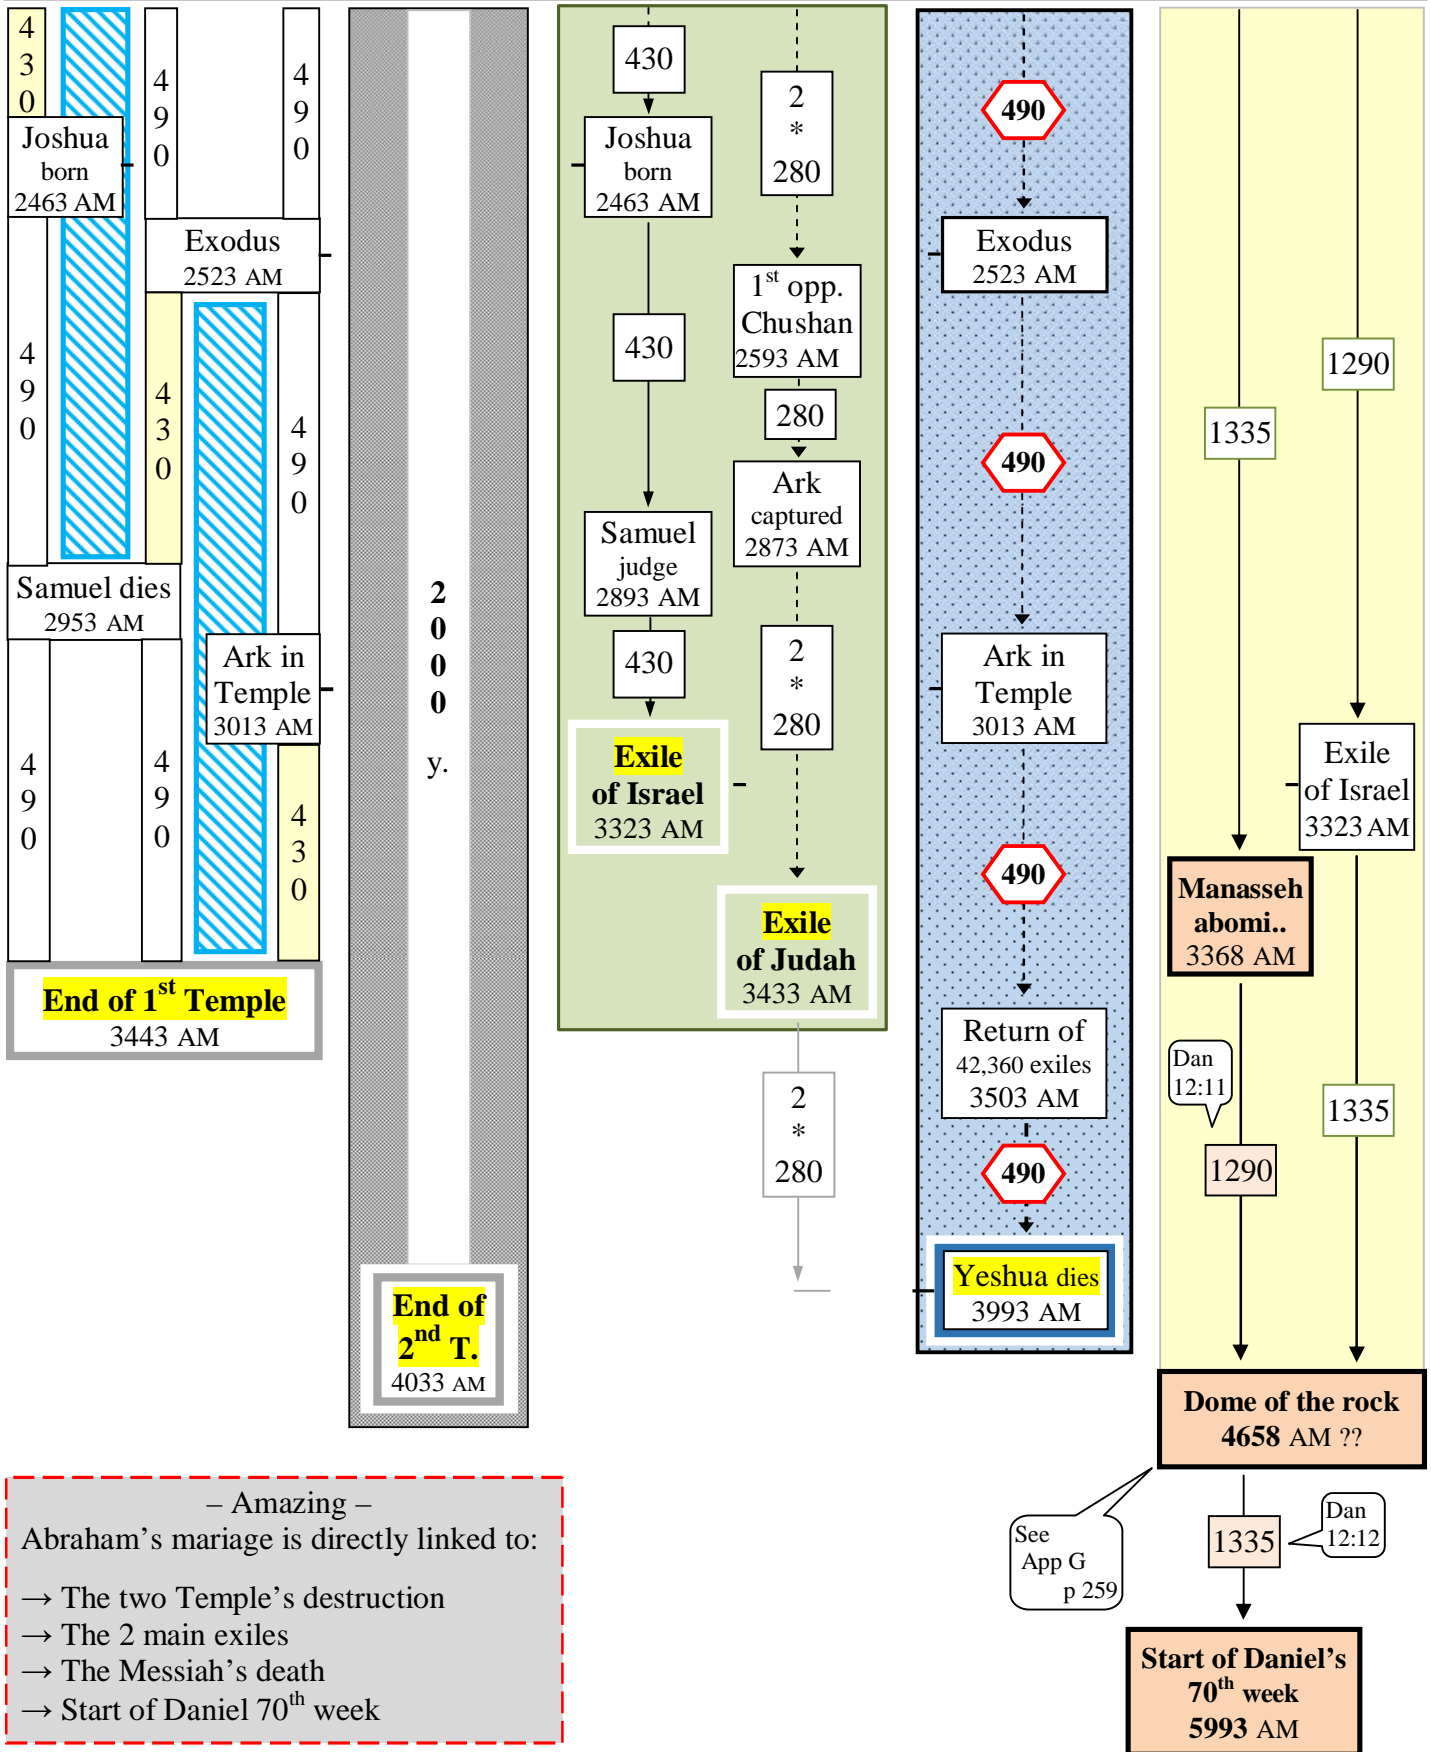 4
3
0
Joshua
born
2463 AM
4
9
0
4
9
0
Exodus
2523 AM
4
9
0
4
3
0
4
9
0
Samuel dies
2953 AM
Ark in
Temple
3013 AM
4
9
0
4
9
0
4
3
0
End of 1st Temple
3443 AM
2
0
0
0
y.
End of
2nd T.
4033 AM
430
Joshua
born
2463 AM
430
Samuel
judge
2893 AM
430
Exile
of Israel
3323 AM
2
*
280
1st opp.
Chushan
2593 AM
280
Ark
captured
2873 AM
2
*
280
Exile
of Judah
3433 AM
2
*
280
490
Exodus
2523 AM
490
Ark in
Temple
3013 AM
490
Return of
42,360 exiles
3503 AM
490
Yeshua dies
3993 AM
1335
1290
Exile
of Israel
3323 AM
Manasseh
abomi..
3368 AM
Dan
12:11
1290
1335
Dome of the rock
4658 AM ??
See
App G
p 259
1335
Dan
12:12
Start of Daniel's
70th week
5993 AM
– Amazing –
Abraham's mariage is directly linked to:
→ The two Temple's destruction
→ The 2 main exiles
→ The Messiah's death
→ Start of Daniel 70th week